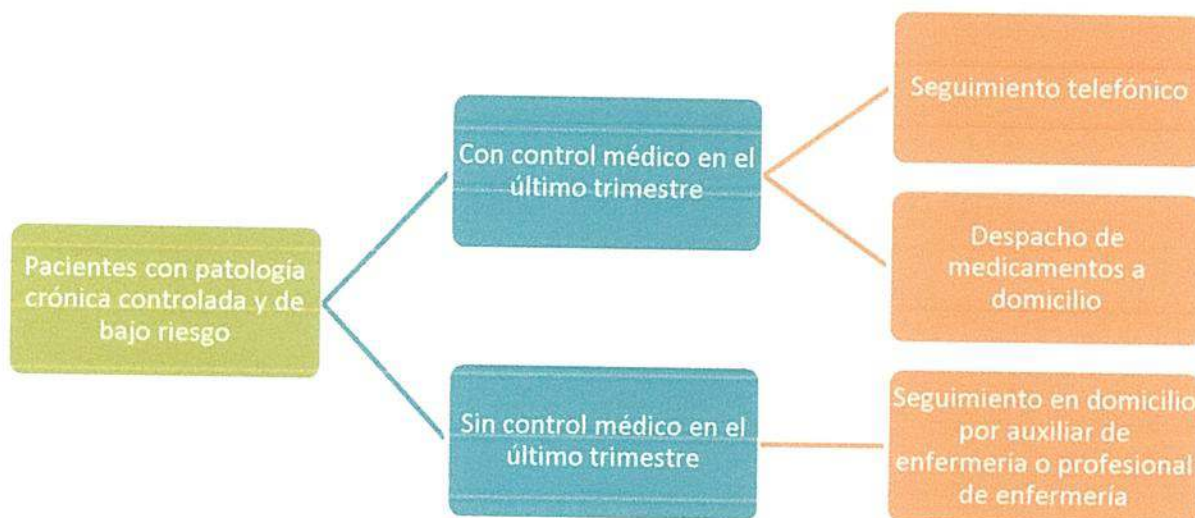 Pacientes con patología
crónica controlada y de
bajo riesgo
Con control médico en el
último trimestre
Seguimiento telefónico
Despacho de
medicamentos a
domicilio
Sin control médico en el
último trimestre
Seguimiento en domicilio
por auxiliar de
enfermería o profesional
de enfermería